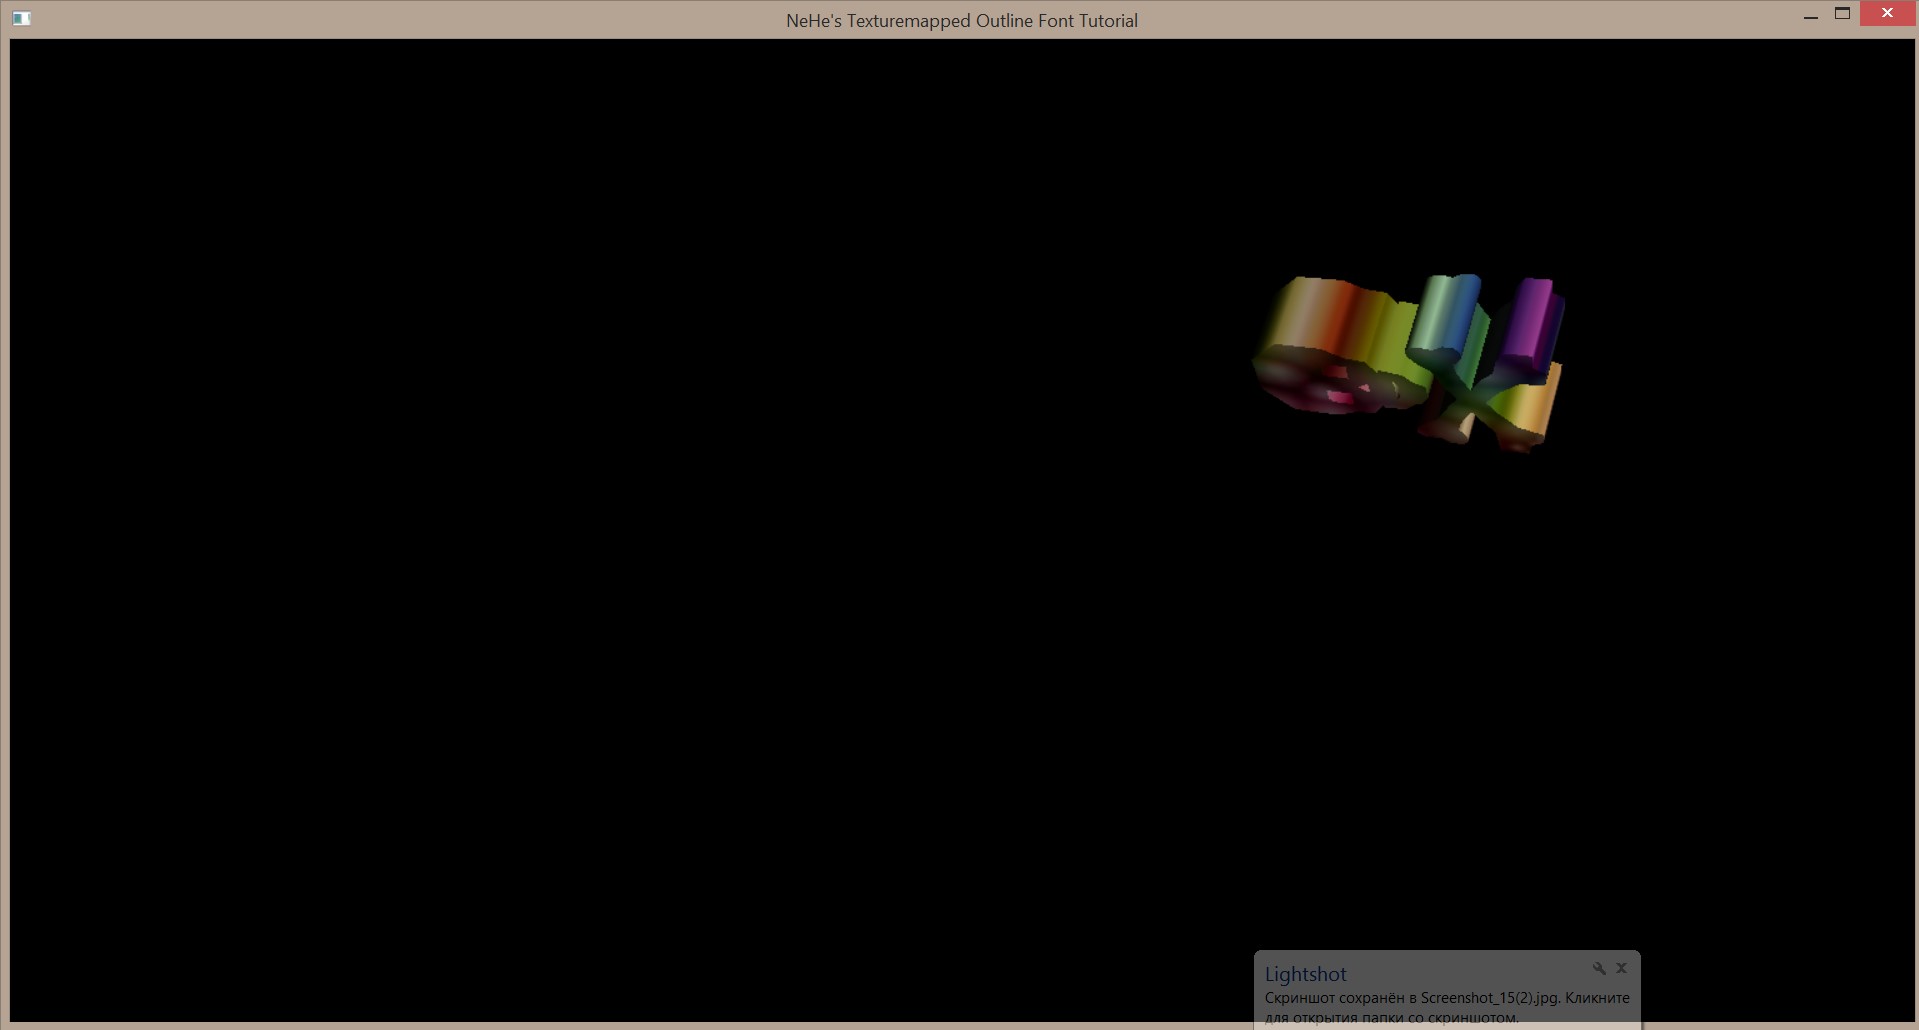 NeHe's Texturemapped Outline Font Tutorial
Lightshot
Скриншот сохранён в Screenshot_15(2).jpg. Кликните
для открытия папки со скриншотом.